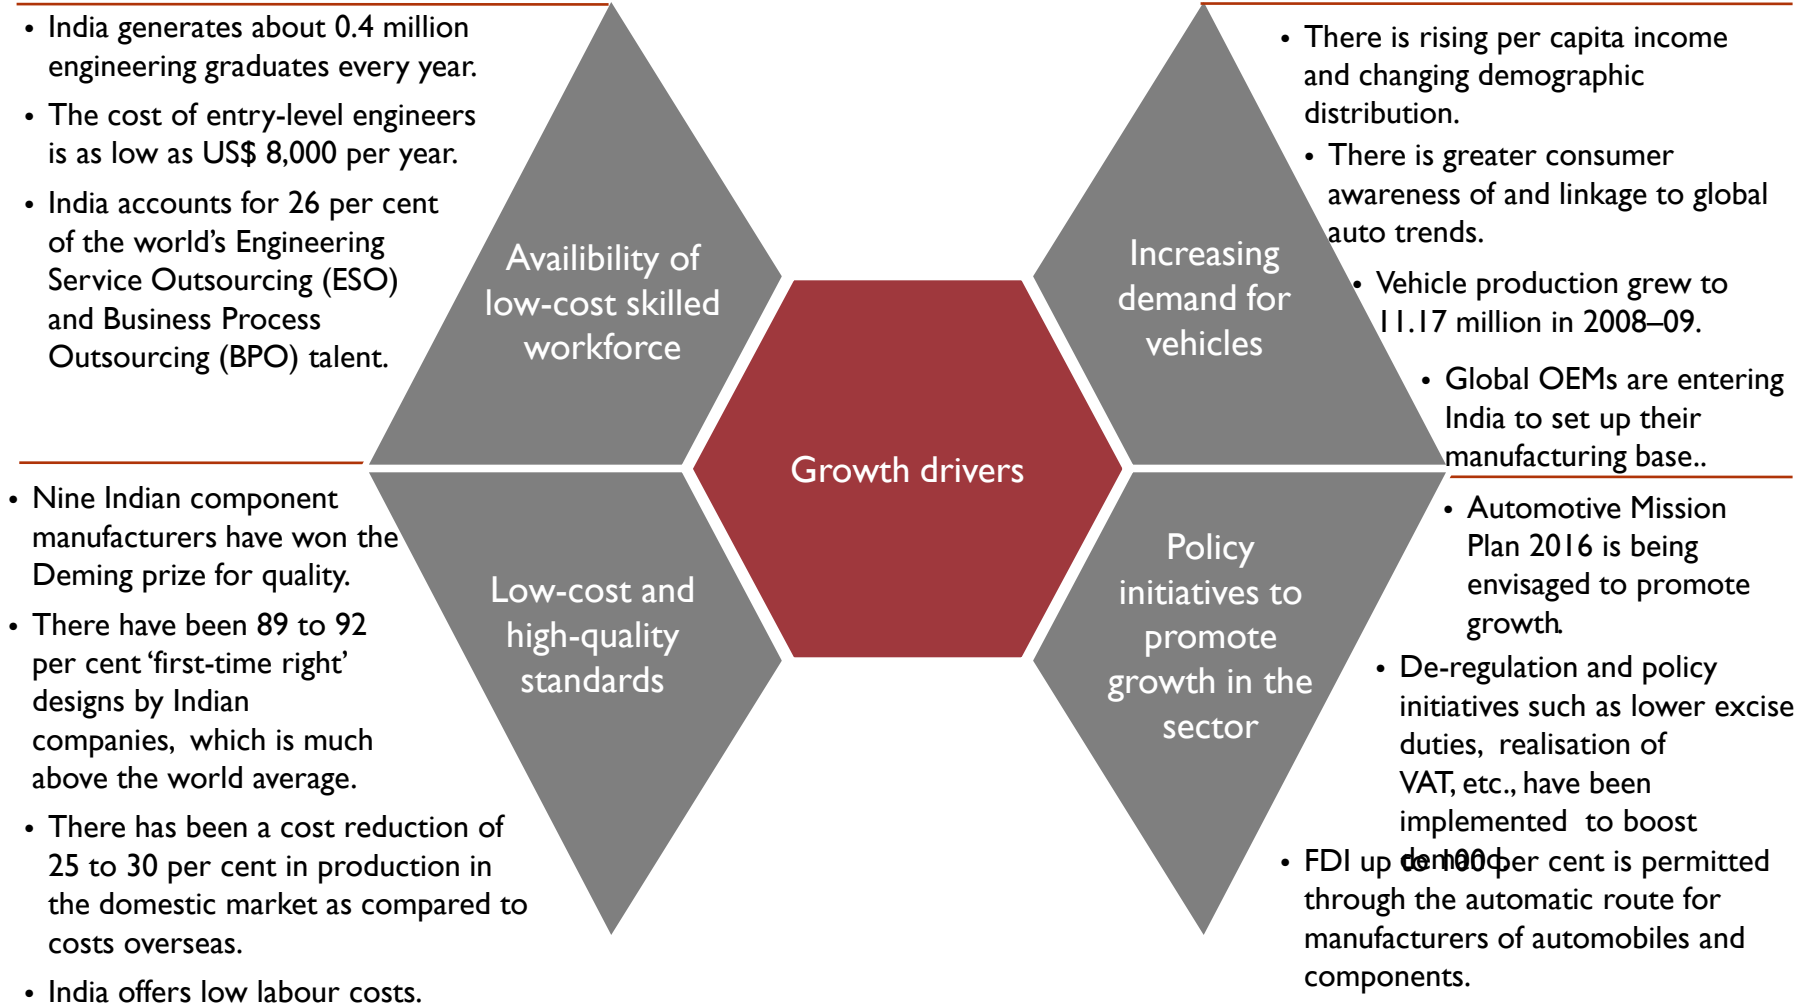 • India generates about 0.4 million
engineering graduates every year.
• The cost of entry-level engineers
is as low as US$ 8,000 per year.
• India accounts for 26 per cent
of the world’s Engineering
Service Outsourcing (ESO)
and Business Process
Outsourcing (BPO) talent.
Availibility of
low-cost skilled
workforce
Increasing
demand for
vehicles
• There is rising per capita income
and changing demographic
distribution.
• There is greater consumer
awareness of and linkage to global
auto trends.
• Vehicle production grew to
11.17 million in 2008–09.
• Global OEMs are entering
India to set up their
manufacturing base..
Growth drivers
• Nine Indian component
manufacturers have won the
Deming prize for quality.
• There have been 89 to 92
per cent ‘first-time right’
designs by Indian
companies, which is much
above the world average.
• There has been a cost reduction of
25 to 30 per cent in production in
the domestic market as compared to
costs overseas.
• India offers low labour costs.
Low-cost and
high-quality
standards
Policy
initiatives to
promote
growth in the
sector
• Automotive Mission
Plan 2016 is being
envisaged to promote
growth.
• De-regulation and policy
initiatives such as lower excise
duties, realisation of
VAT, etc., have been
implemented to boost
demand.
• FDI up to 100 per cent is permitted
through the automatic route for
manufacturers of automobiles and
components.